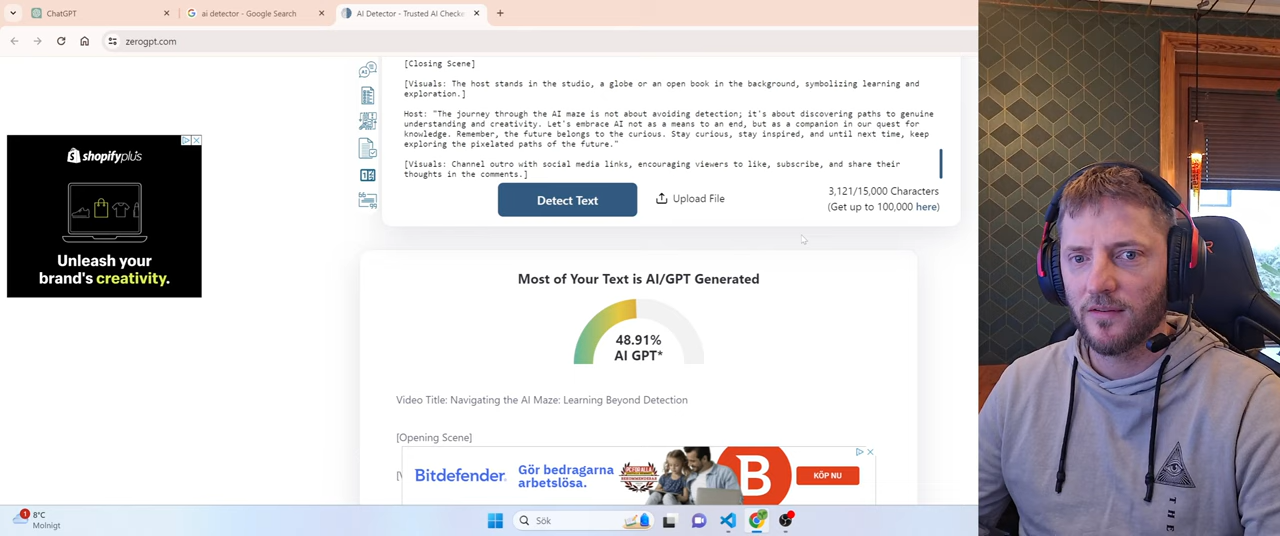 ChatGPT
ai detector - Google Search
AI Detector - Trusted AI Checke
zerogpt.com
[Closing Scene]
[Visuals: The host stands in the studio, a globe or an open book in the background, symbolizing learning and
exploration.]
Host: "The journey through the AI maze is not about avoiding detection; it's about discovering paths to genuine
understanding and creativity. Let's embrace AI not as a means to an end, but as a companion in our quest for
knowledge. Remember, the future belongs to the curious. Stay curious, stay inspired, and until next time, keep
exploring the pixelated paths of the future."
[Visuals: Channel outro with social media links, encouraging viewers to like, subscribe, and share their
thoughts in the comments.]
Detect Text
Upload File
3,121/15,000 Characters
(Get up to 100,000 here)
shopifyplus
Unleash your
brand's creativity.
Most of Your Text is AI/GPT Generated
48.91%
AI GPT*
Video Title: Navigating the AI Maze: Learning Beyond Detection
[Opening Scene]
Bitdefender
Gör bedragarna
arbetslösa.
B
KÖP NU
1
8°C
Molnigt
Sök
THE